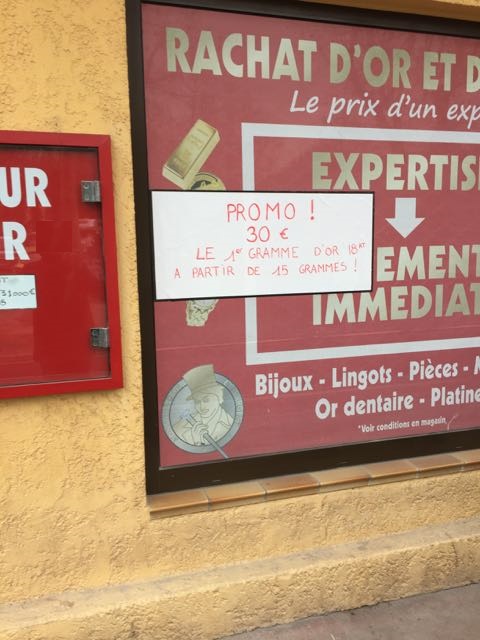 RACHAT D'OR ET D
Le prix d'un exp
EXPERTIS
PROMO !
30 €
LE 1er GRAMME D'OR 18KT
A PARTIR DE 15 GRAMMES !
EMENT
IMMEDIAT
Bijoux - Lingots - Pièces - M
Or dentaire - Platine
*Voir conditions en magasin
UR
R
31000€